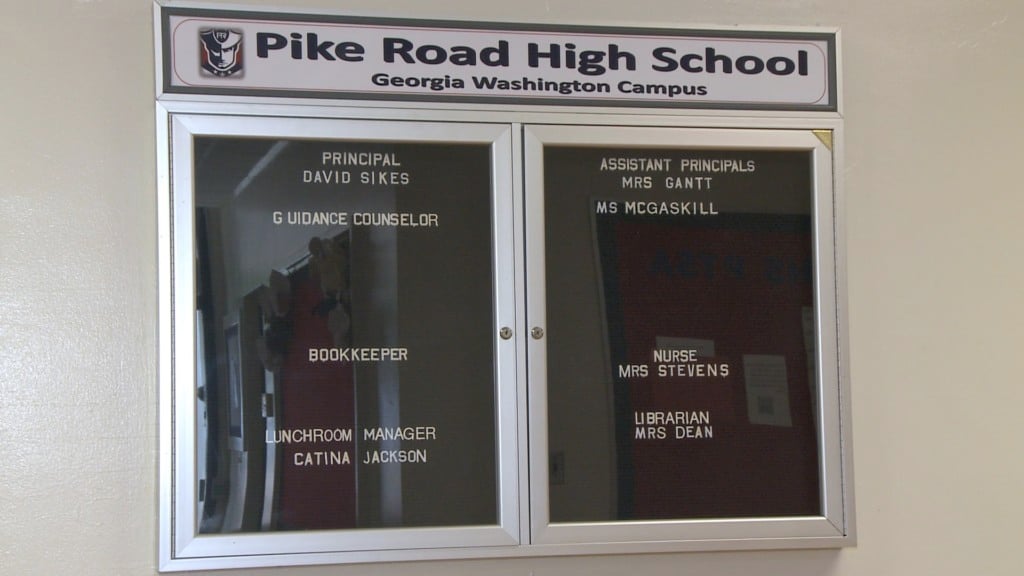 Pike Road High School
Georgia Washington Campus
PRINCIPAL
DAVID SIKES
GUIDANCE COUNSELOR
BOOKKEEPER
LUNCHROOM MANAGER
CATINA JACKSON
ASSISTANT PRINCIPALS
MRS GANTT
MS MCGASKILL
NURSE
MRS STEVENS
LIBRARIAN
MRS DEAN